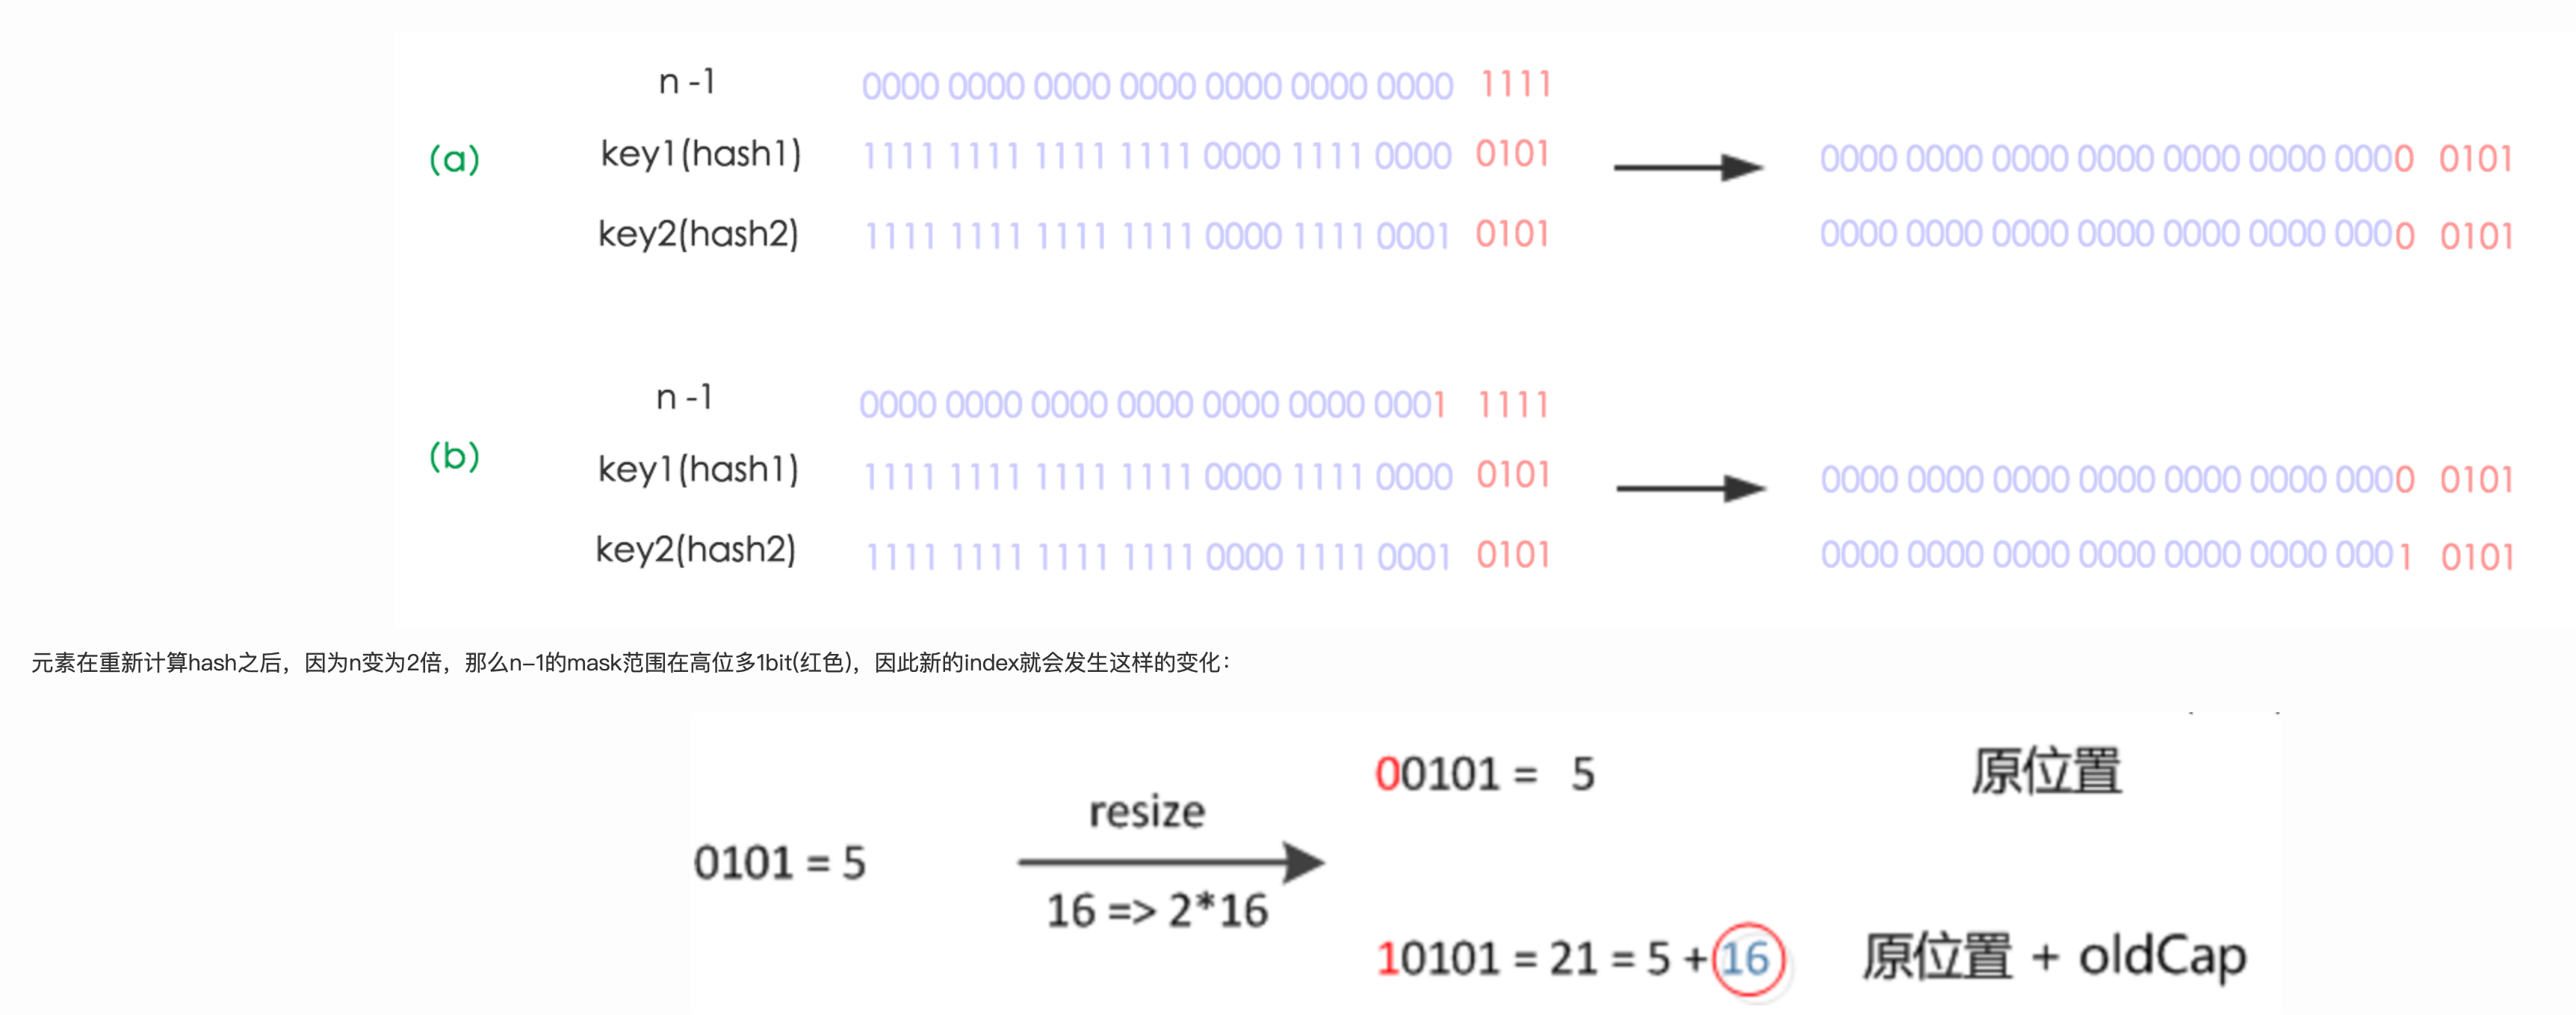 n -1 0000 0000 0000 0000 0000 0000 0000 1111
(a) key1(hash1) 1111 1111 1111 1111 0000 1111 0000 0101 0000 0000 0000 0000 0000 0000 0000 0101
key2(hash2) 1111 1111 1111 1111 0000 1111 0001 0101 0000 0000 0000 0000 0000 0000 0000 0101
n -1 0000 0000 0000 0000 0000 0000 0001 1111
(b) key1(hash1) 1111 1111 1111 1111 0000 1111 0000 0101 0000 0000 0000 0000 0000 0000 0000 0101
key2(hash2) 1111 1111 1111 1111 0000 1111 0001 0101 0000 0000 0000 0000 0000 0000 0001 0101
元素在重新计算hash之后，因为n变为2倍，那么n–1的mask范围在高位多1bit(红色)，因此新的index就会发生这样的变化：
00101 = 5 原位置
resize
0101 = 5
16 => 2*16
10101 = 21 = 5 + 16 原位置 + oldCap